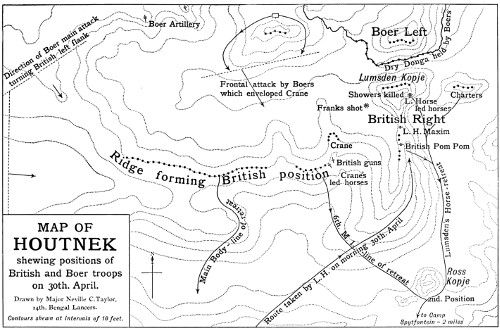 Boer Artillery
Boer Left
Direction of Boer main attack
turning British left flank
Dry Donga held by Boers
Lumsden Kopje
Frontal attack by Boers
which enveloped Crane
Showers killed
Charters
L. Horse
led horses
Franks shot
British Right
L. H. Maxim
British Pom Pom
Crane
British guns
Crane's
led horses
Ridge forming British position
Main Body-line of retreat
6th. M. I. line of retreat
Lumsden's Horse-retreat
Route taken by L.H. on morning 30th. April
Ross
Kopje
2nd. Position
to Camp
Spytfontein - 2 miles
MAP OF
HOUTNEK
shewing positions of
British and Boer troops
on 30th. April.
Drawn by Major Neville C. Taylor,
14th. Bengal Lancers.
Contours shewn at Intervals of 10 feet.